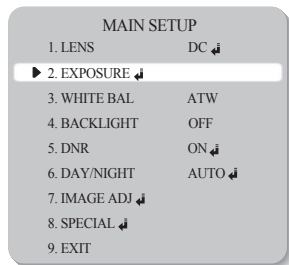 MAIN SETUP
1. LENS DC ↲
▶ 2. EXPOSURE ↲
3. WHITE BAL ATW
4. BACKLIGHT OFF
5. DNR ON ↲
6. DAY/NIGHT AUTO ↲
7. IMAGE ADJ ↲
8. SPECIAL ↲
9. EXIT